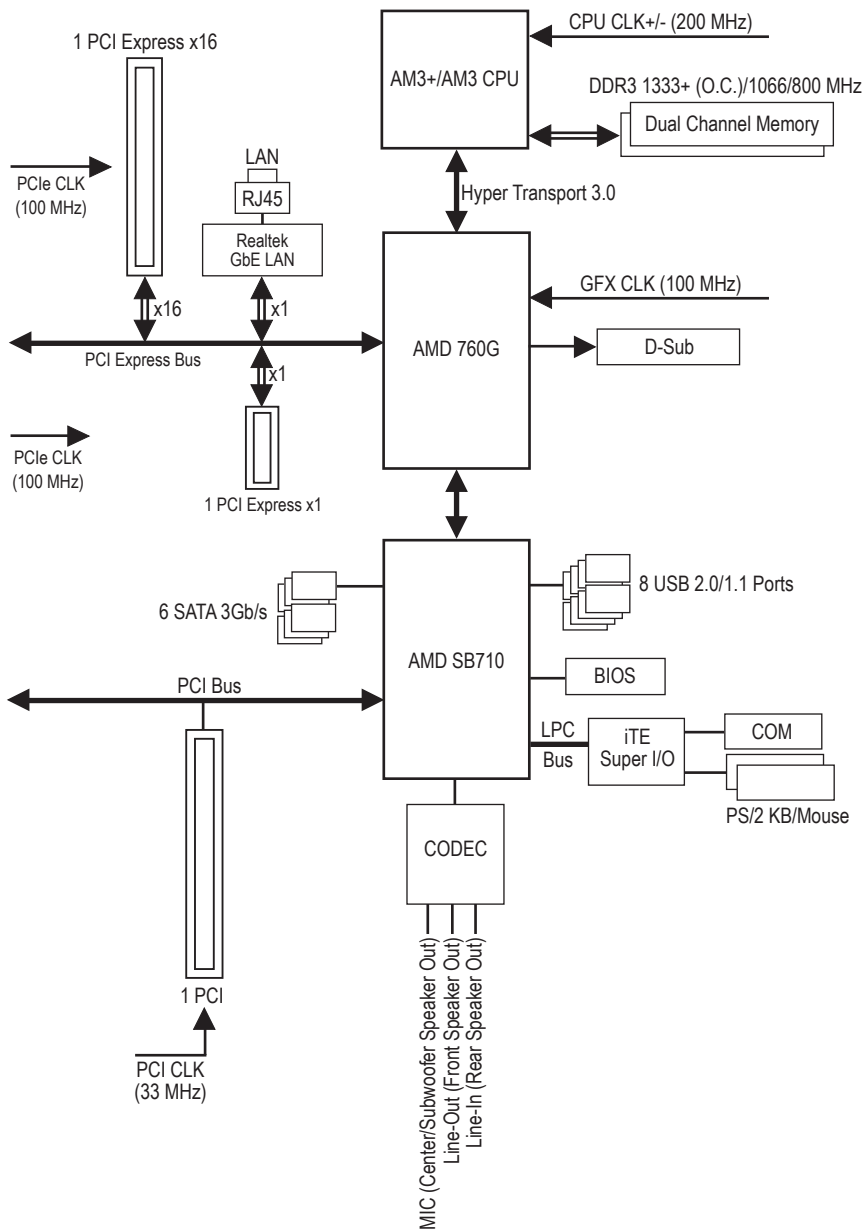 1 PCI Express x16
CPU CLK+/- (200 MHz)
AM3+/AM3 CPU
DDR3 1333+ (O.C.)/1066/800 MHz
Dual Channel Memory
PCIe CLK
(100 MHz)
LAN
RJ45
Hyper Transport 3.0
Realtek
GbE LAN
x16
x1
GFX CLK (100 MHz)
AMD 760G
D-Sub
PCI Express Bus
x1
PCIe CLK
(100 MHz)
1 PCI Express x1
6 SATA 3Gb/s
8 USB 2.0/1.1 Ports
AMD SB710
BIOS
PCI Bus
LPC
Bus
iTE
Super I/O
COM
PS/2 KB/Mouse
CODEC
MIC (Center/Subwoofer Speaker Out)
Line-Out (Front Speaker Out)
Line-In (Rear Speaker Out)
1 PCI
PCI CLK
(33 MHz)